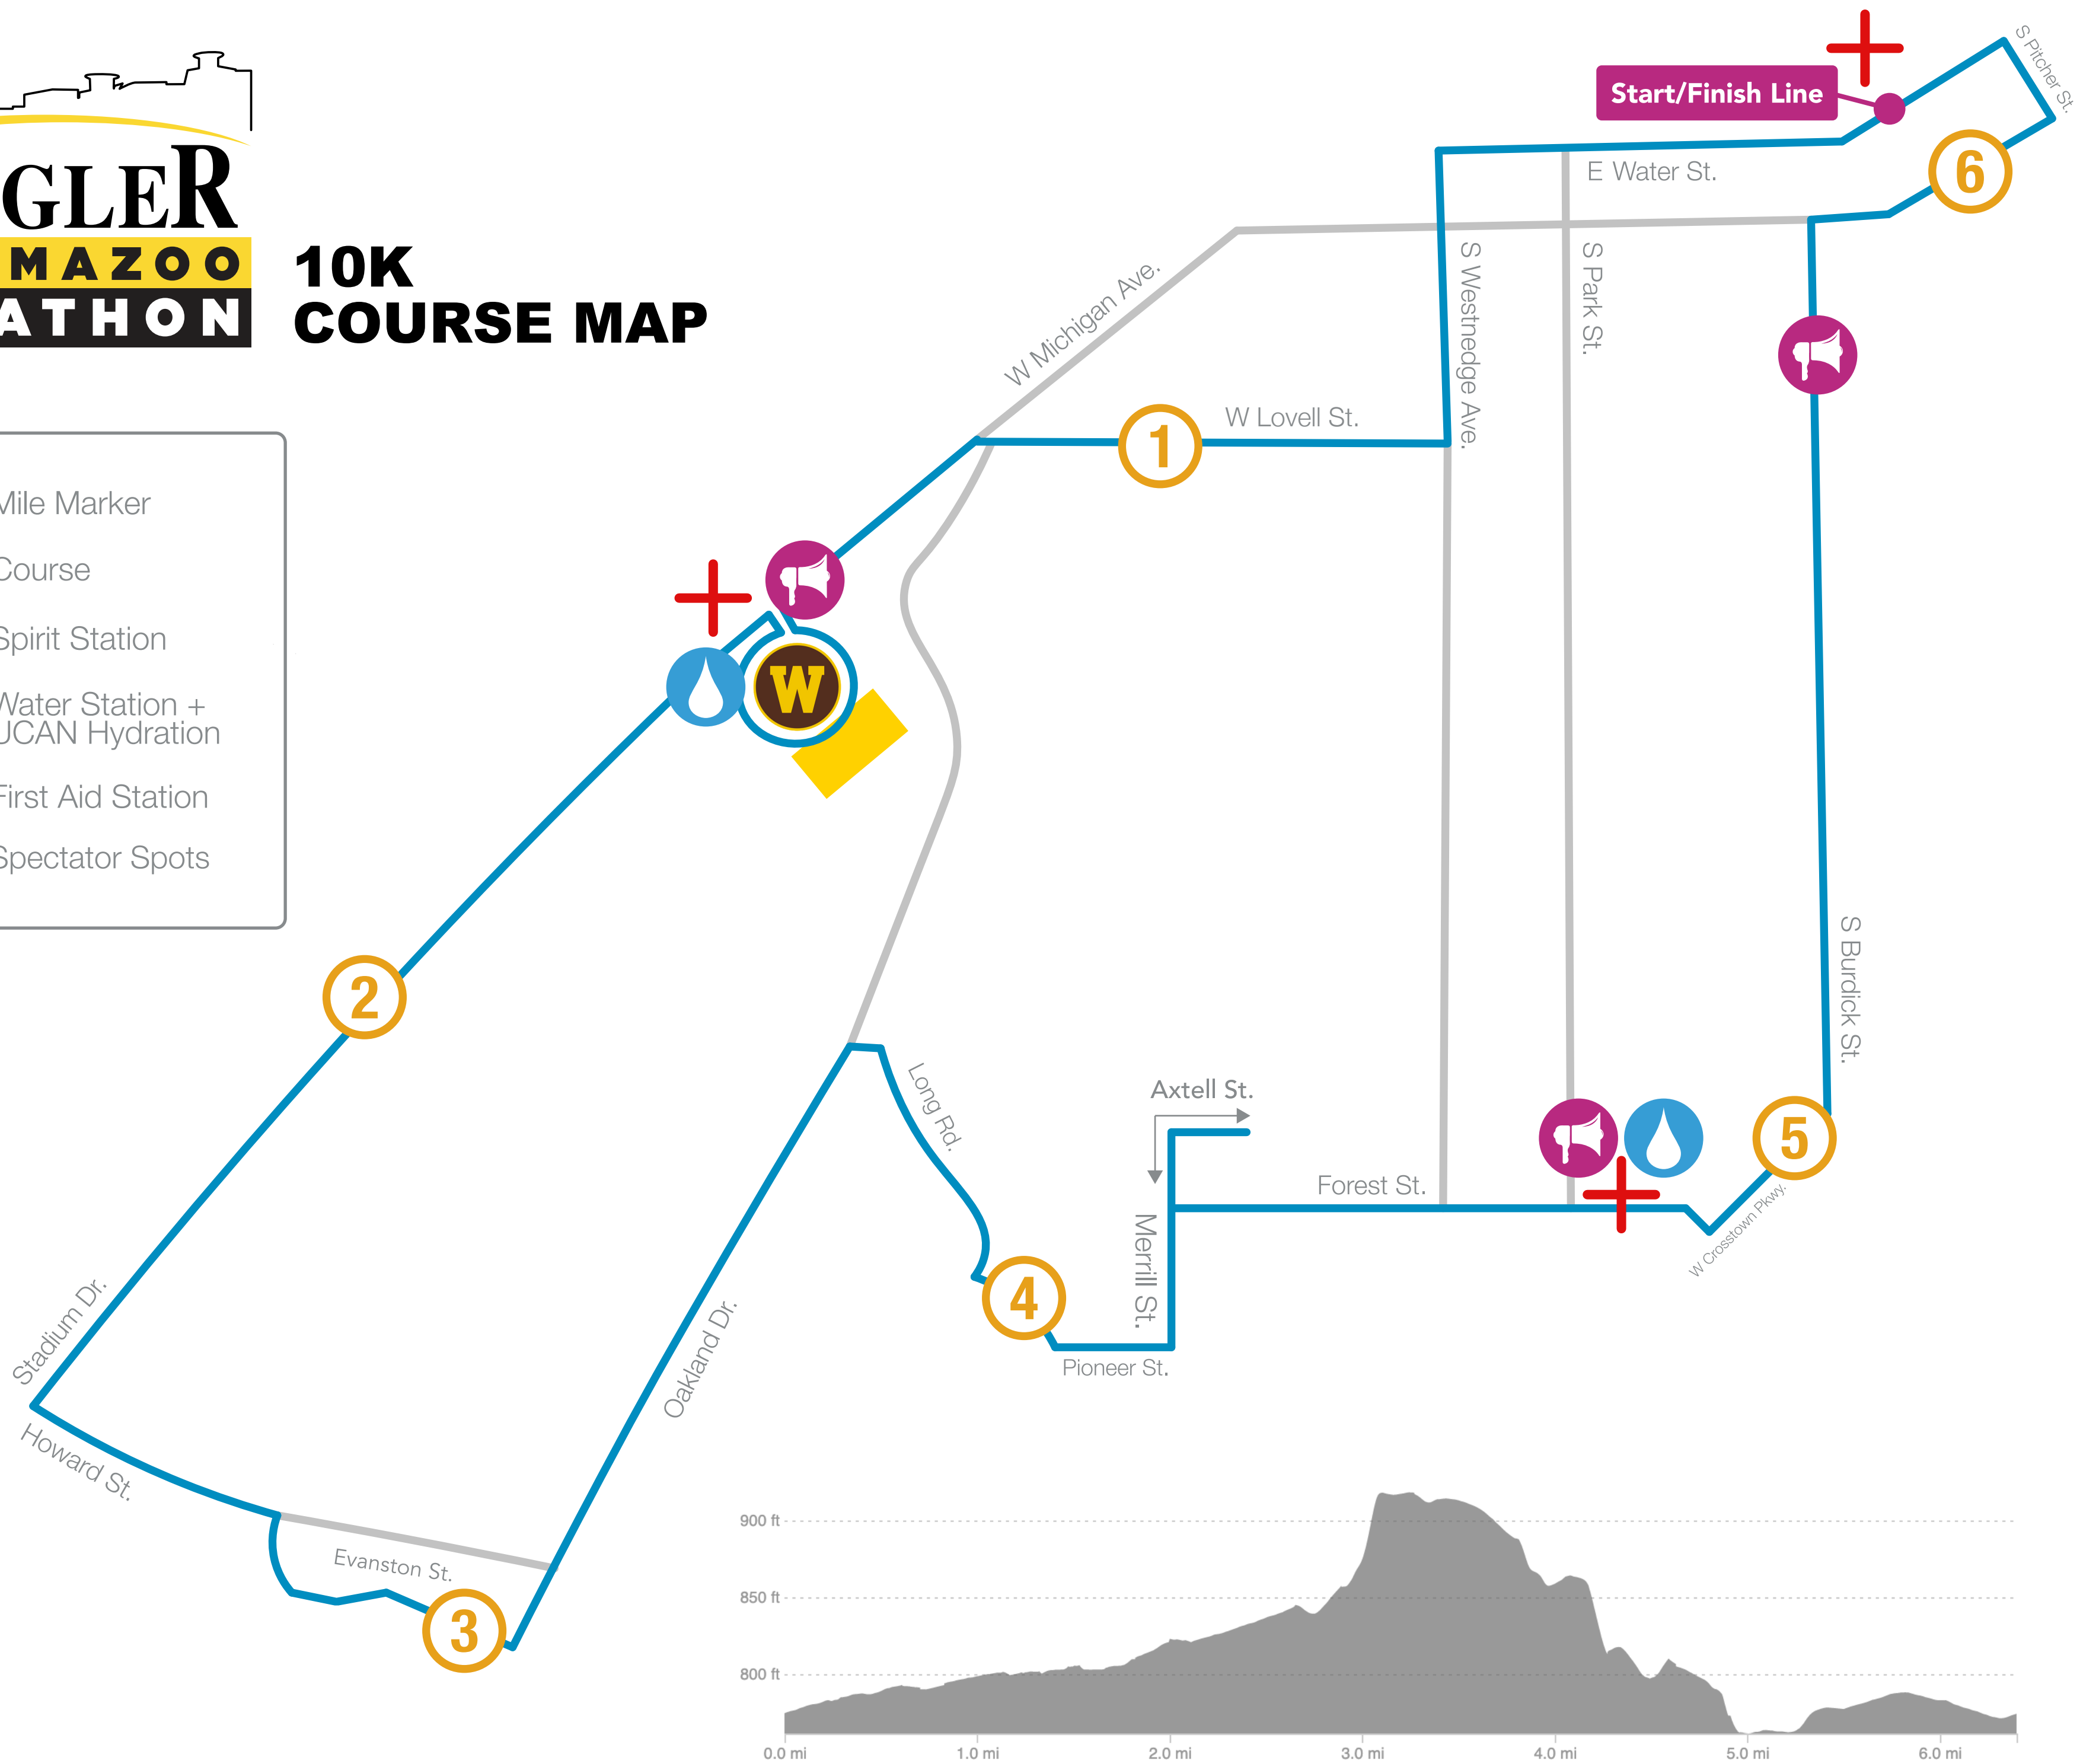 GLER
MAZOO
ATHON
10K
COURSE MAP
Mile Marker
Course
Spirit Station
Water Station +
UCAN Hydration
First Aid Station
Spectator Spots
Start/Finish Line
S Pitcher St.
E Water St.
6
W Michigan Ave.
S Westnedge Ave.
S Park St.
W Lovell St.
1
W
2
S Burdick St.
Long Rd.
Axtell St.
5
Forest St.
W Crosstown Pkwy.
Merrill St.
4
Pioneer St.
Stadium Dr.
Oakland Dr.
Howard St.
Evanston St.
3
900 ft
850 ft
800 ft
0.0 mi 1.0 mi 2.0 mi 3.0 mi 4.0 mi 5.0 mi 6.0 mi